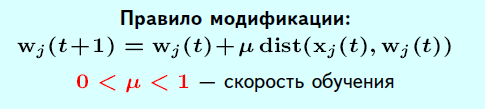 Правило модификации:
w_j(t+1) = w_j(t)+μ dist(x_j(t), w_j(t))
0 < μ < 1 – скорость обучения